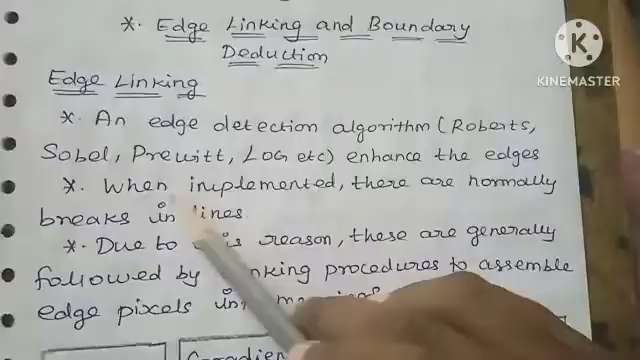 *. Edge Linking and Boundary
Deduction
Edge Linking
*. An edge detection algorithm (Roberts,
Sobel, Prewitt, LoG etc) enhance the edges
*. When implemented, there are normally
breaks in lines.
*. Due to reason, these are generally
followed by procedures to assemble
edge pixels
K
KINEMASTER